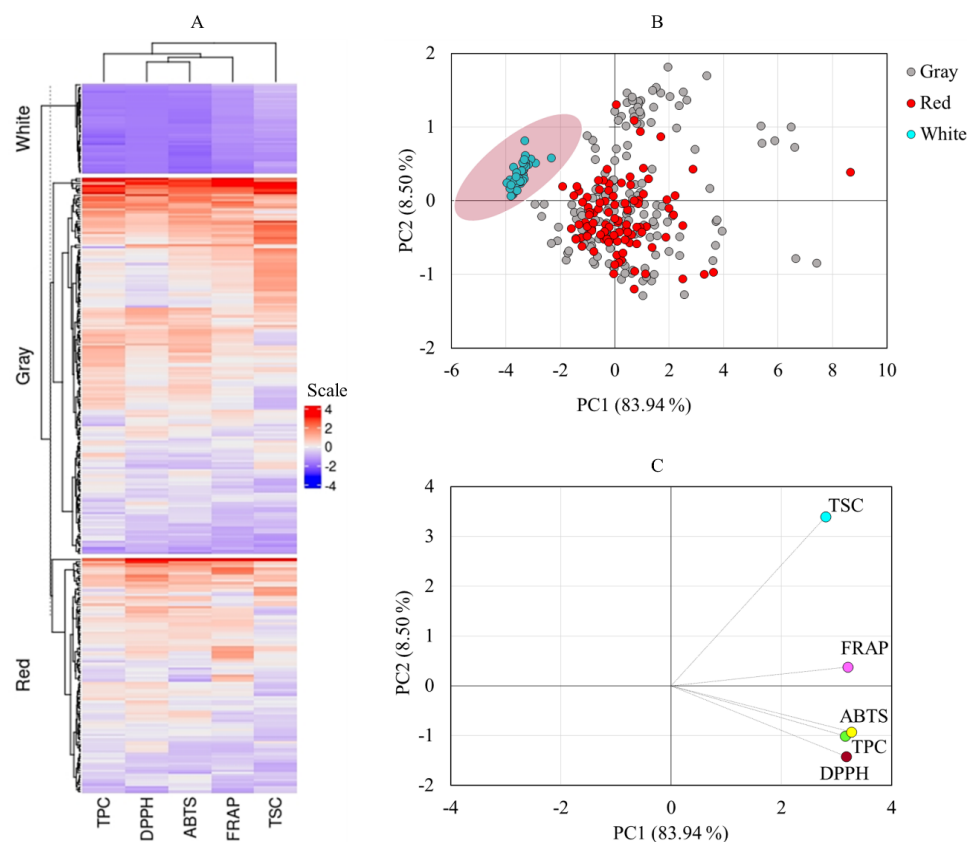 A
White
Gray
Red
Scale
4
2
0
-2
-4
TPC
DPPH
ABTS
FRAP
TSC
B
2
1
0
-1
-2
-6
-4
-2
0
2
4
6
8
10
PC2 (8.50 %)
PC1 (83.94 %)
Gray
Red
White
C
4
3
2
1
0
-1
-2
-4
-2
0
2
4
PC2 (8.50 %)
PC1 (83.94 %)
TSC
FRAP
ABTS
TPC
DPPH